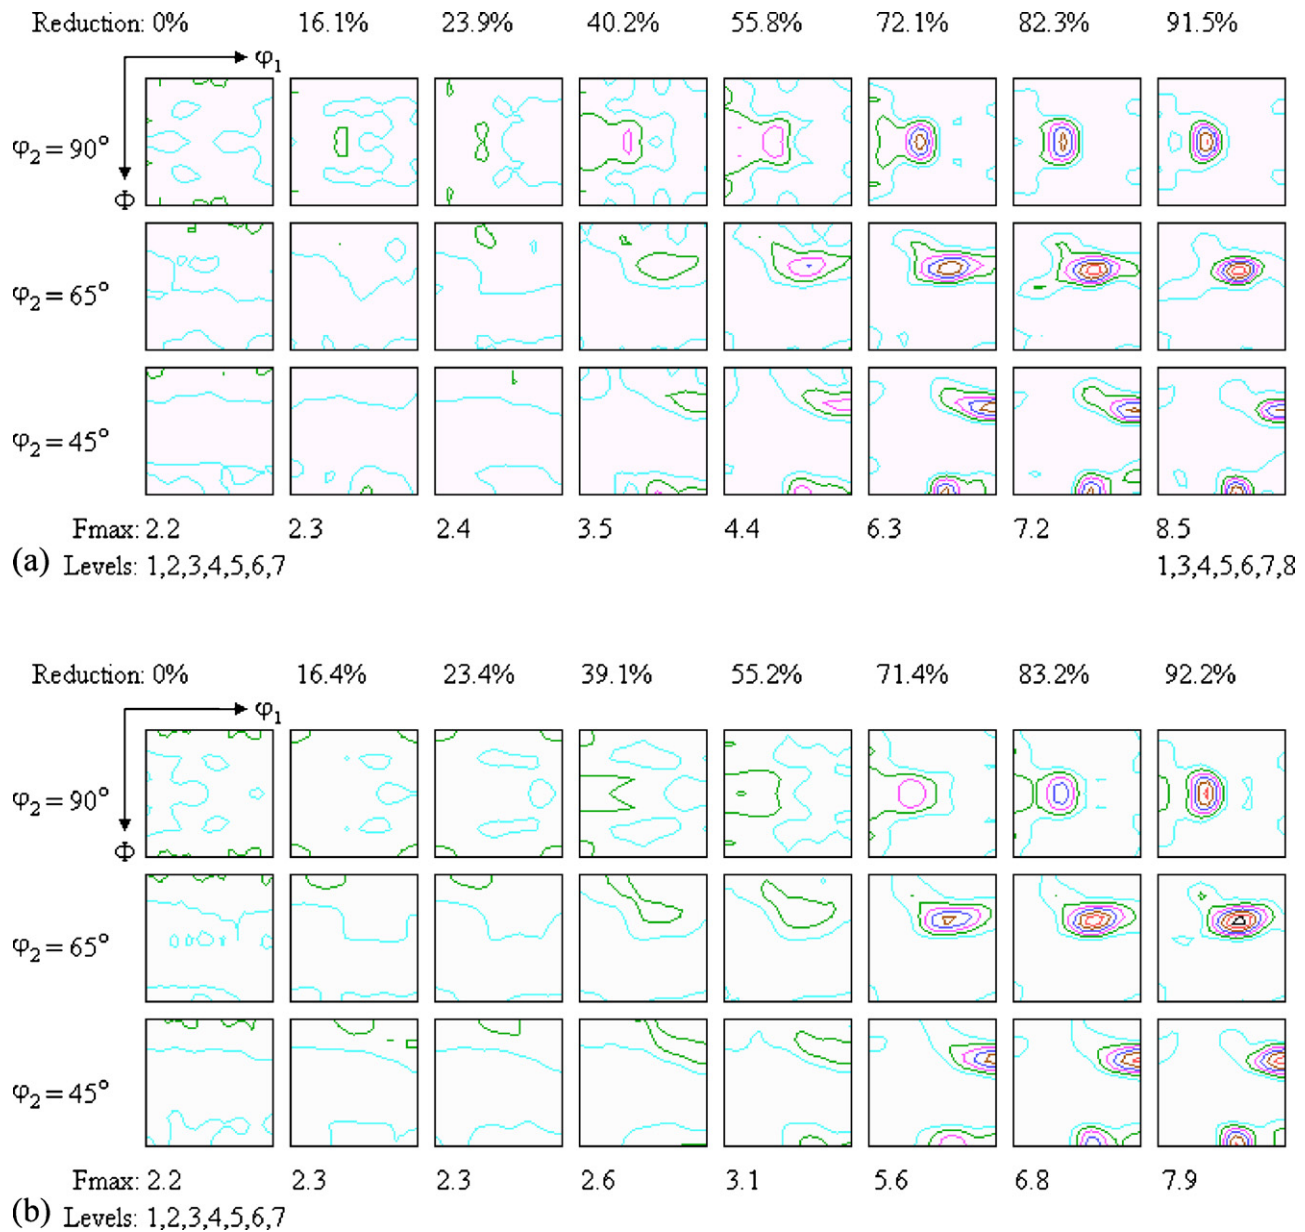 Reduction: 0% 16.1% 23.9% 40.2% 55.8% 72.1% 82.3% 91.5%
φ1
φ2 = 90°
Φ
φ2 = 65°
φ2 = 45°
Fmax: 2.2 2.3 2.4 3.5 4.4 6.3 7.2 8.5
(a) Levels: 1,2,3,4,5,6,7 1,3,4,5,6,7,8
Reduction: 0% 16.4% 23.4% 39.1% 55.2% 71.4% 83.2% 92.2%
φ1
φ2 = 90°
Φ
φ2 = 65°
φ2 = 45°
Fmax: 2.2 2.3 2.3 2.6 3.1 5.6 6.8 7.9
(b) Levels: 1,2,3,4,5,6,7